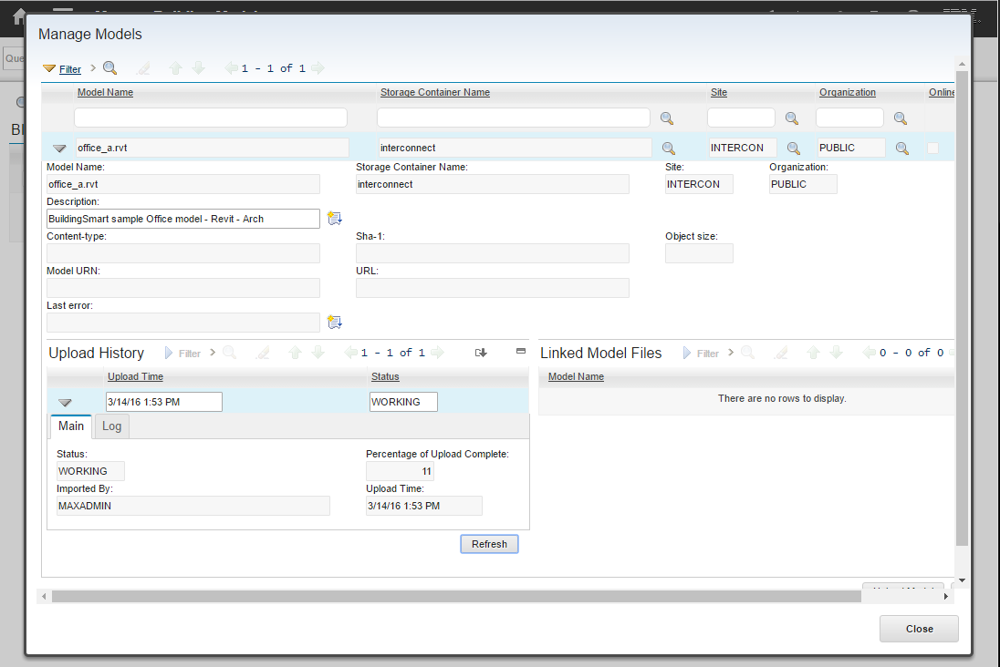 Manage Models
Que
Filter 1 - 1 of 1
Model Name Storage Container Name Site Organization Online
office_a.rvt interconnect INTERCON PUBLIC
Model Name: Storage Container Name: Site: Organization:
office_a.rvt interconnect INTERCON PUBLIC
Description:
BuildingSmart sample Office model - Revit - Arch
Content-type: Sha-1: Object size:
Model URN: URL:
Last error:
Upload History Filter 1 - 1 of 1
Upload Time Status
3/14/16 1:53 PM WORKING
Main Log
Status: Percentage of Upload Complete:
WORKING 11
Imported By: Upload Time:
MAXADMIN 3/14/16 1:53 PM
Refresh
Linked Model Files Filter 0 - 0 of 0
Model Name
There are no rows to display.
Close